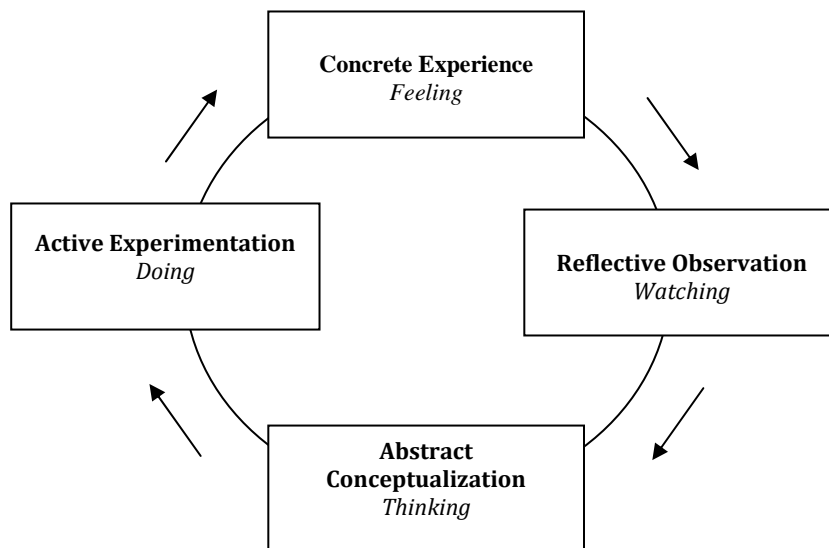 Concrete Experience
Feeling
Active Experimentation
Doing
Reflective Observation
Watching
Abstract
Conceptualization
Thinking